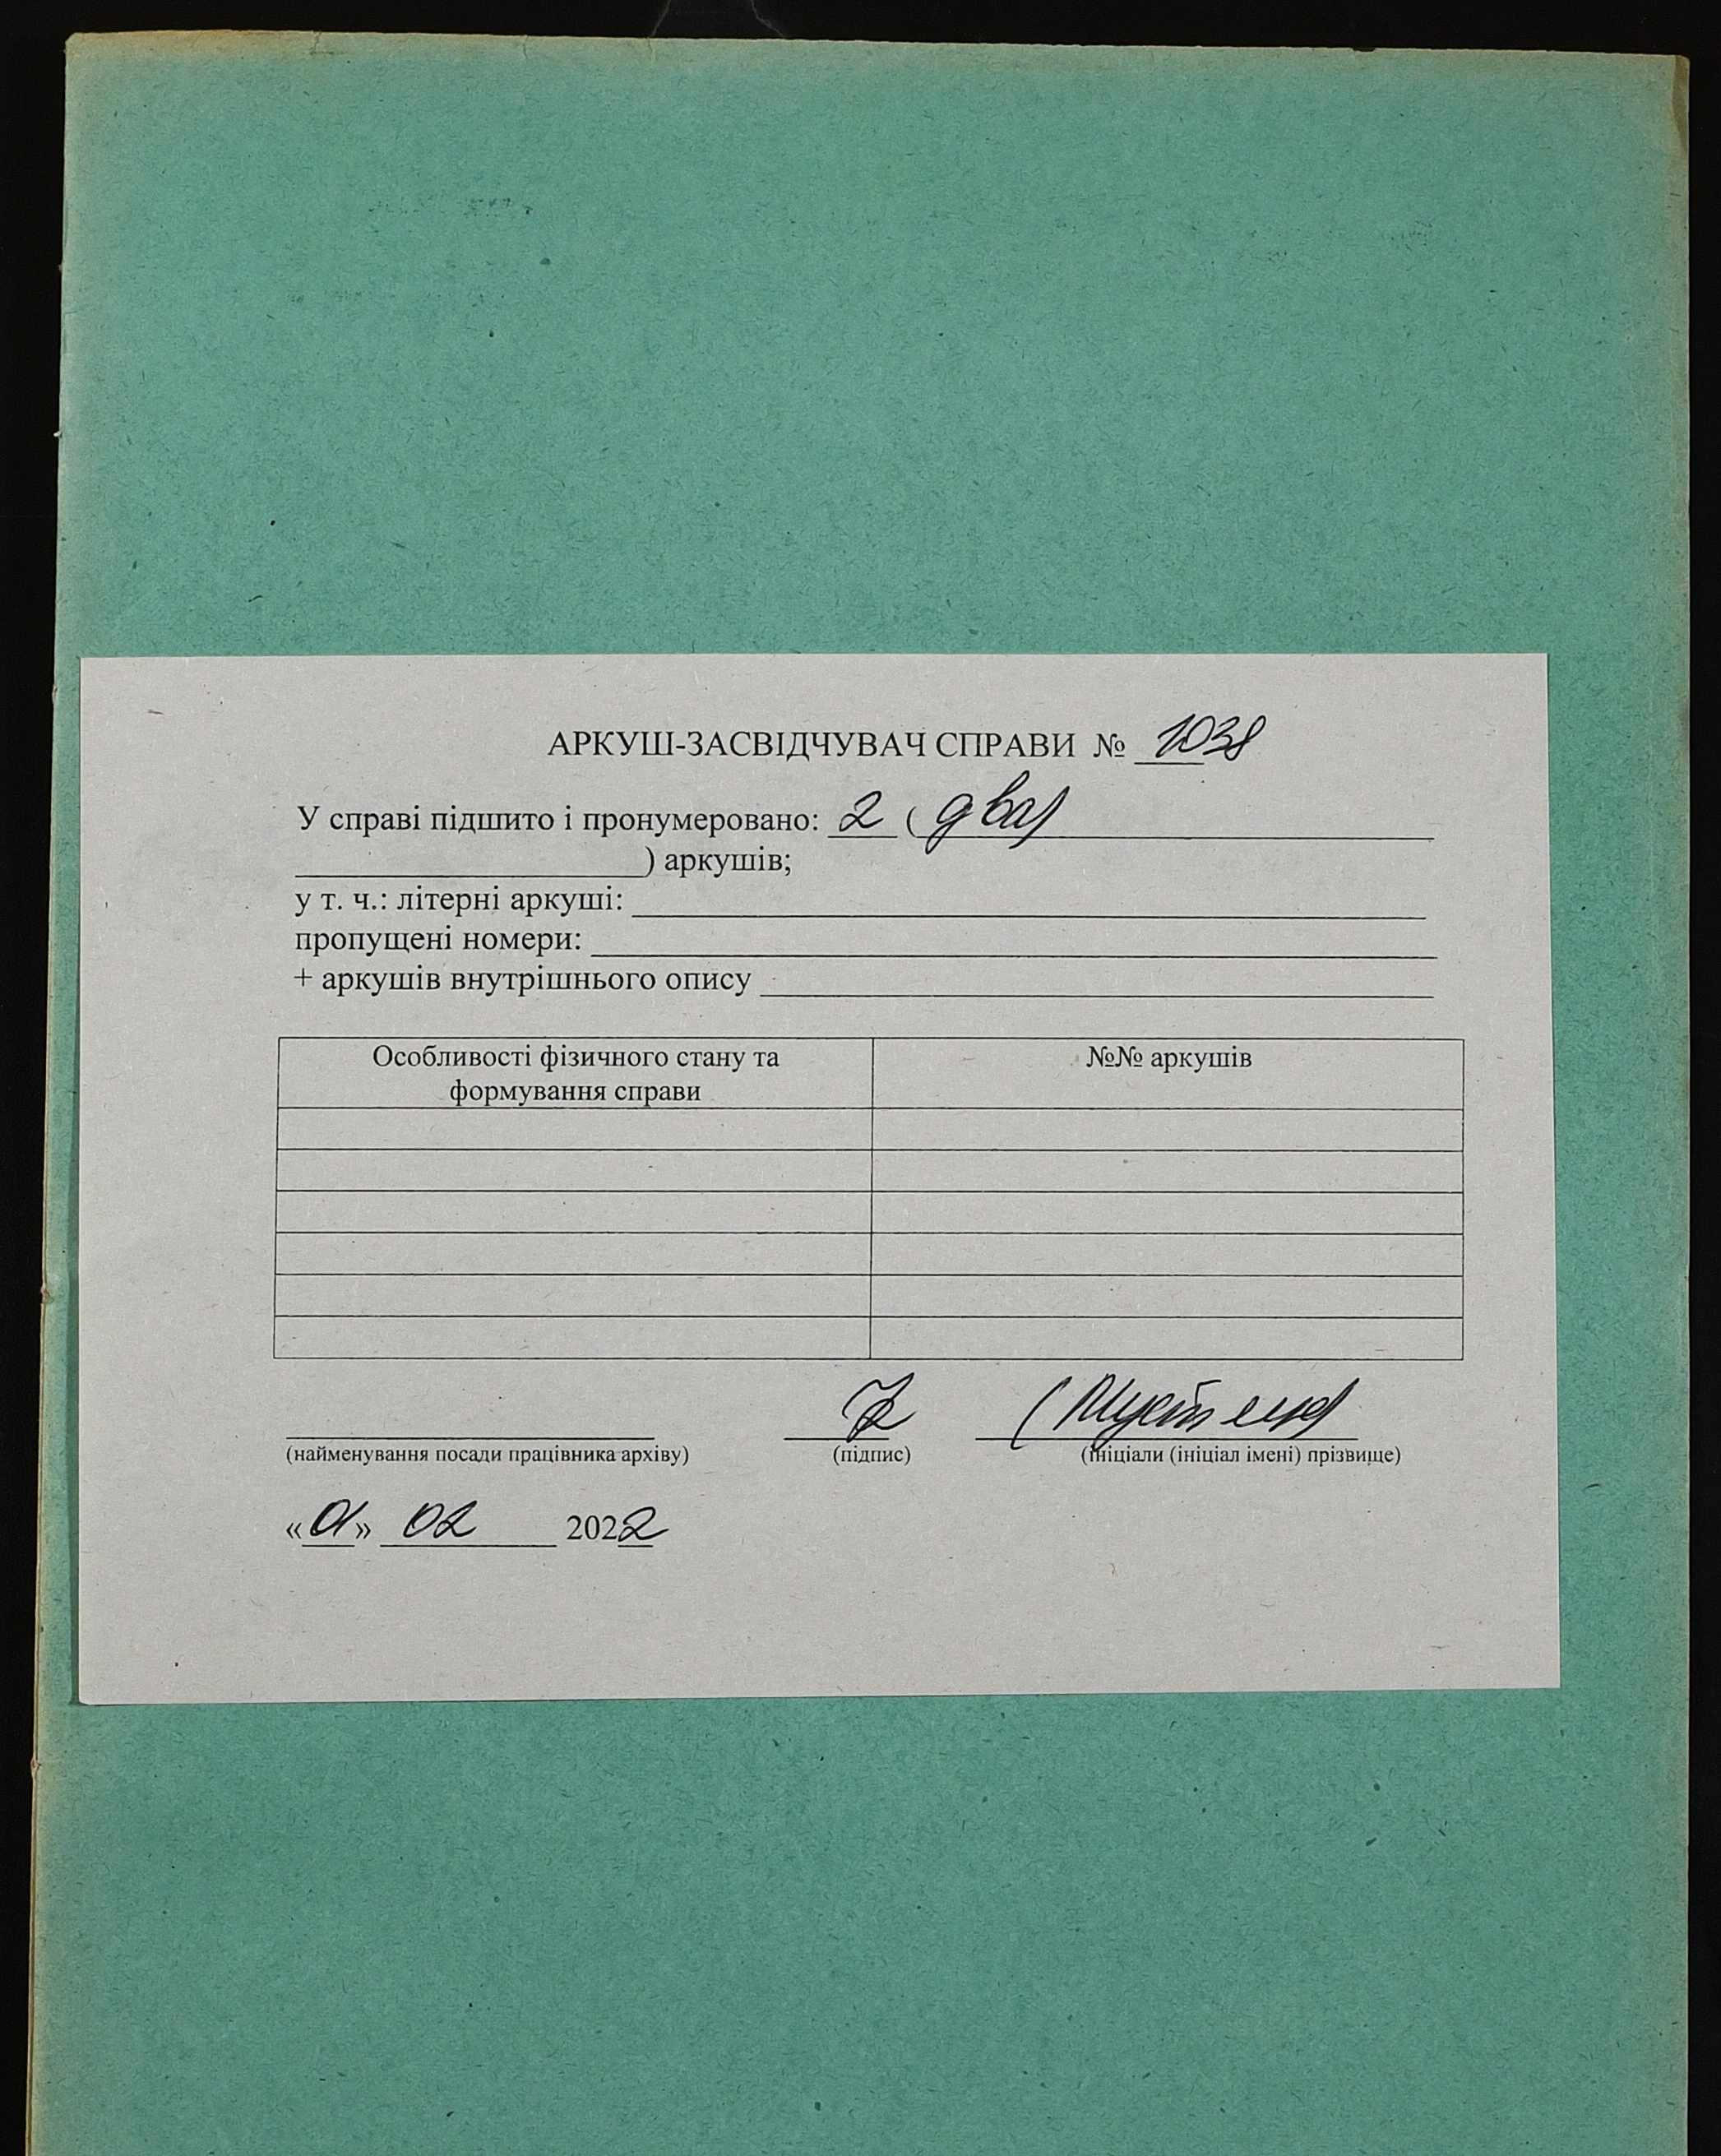 АРКУШ-ЗАСВІДЧУВАЧ СПРАВИ № 1038
У справі підшито і пронумеровано: 2 (два)
) аркушів;
у т. ч.: літерні аркуші:
пропущені номери:
+ аркушів внутрішнього опису
Особливості фізичного стану та №№ аркушів
формування справи
(найменування посади працівника архіву) (підпис) (ініціали (ініціал імені) прізвище)
«01» 02 2022